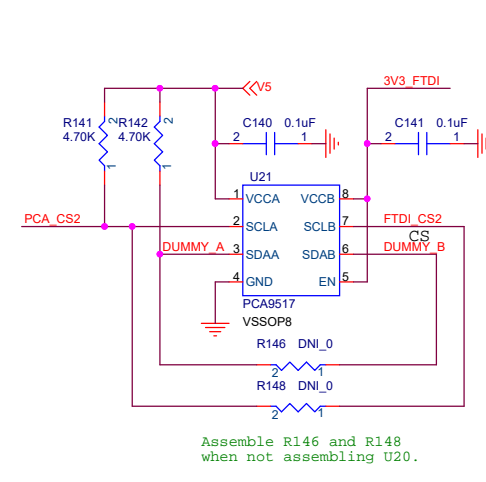 V5
3V3_FTDI
R141
4.70K
2
1
R142
4.70K
2
1
C140
0.1uF
2
1
C141
0.1uF
2
1
U21
1 VCCA
VCCB 8
PCA_CS2
2 SCLA
SCLB 7
FTDI_CS2
CS
DUMMY_A
3 SDAA
SDAB 6
DUMMY_B
4 GND
EN 5
PCA9517
VSSOP8
R146 DNI_0
2 1
R148 DNI_0
2 1
Assemble R146 and R148
when not assembling U20.